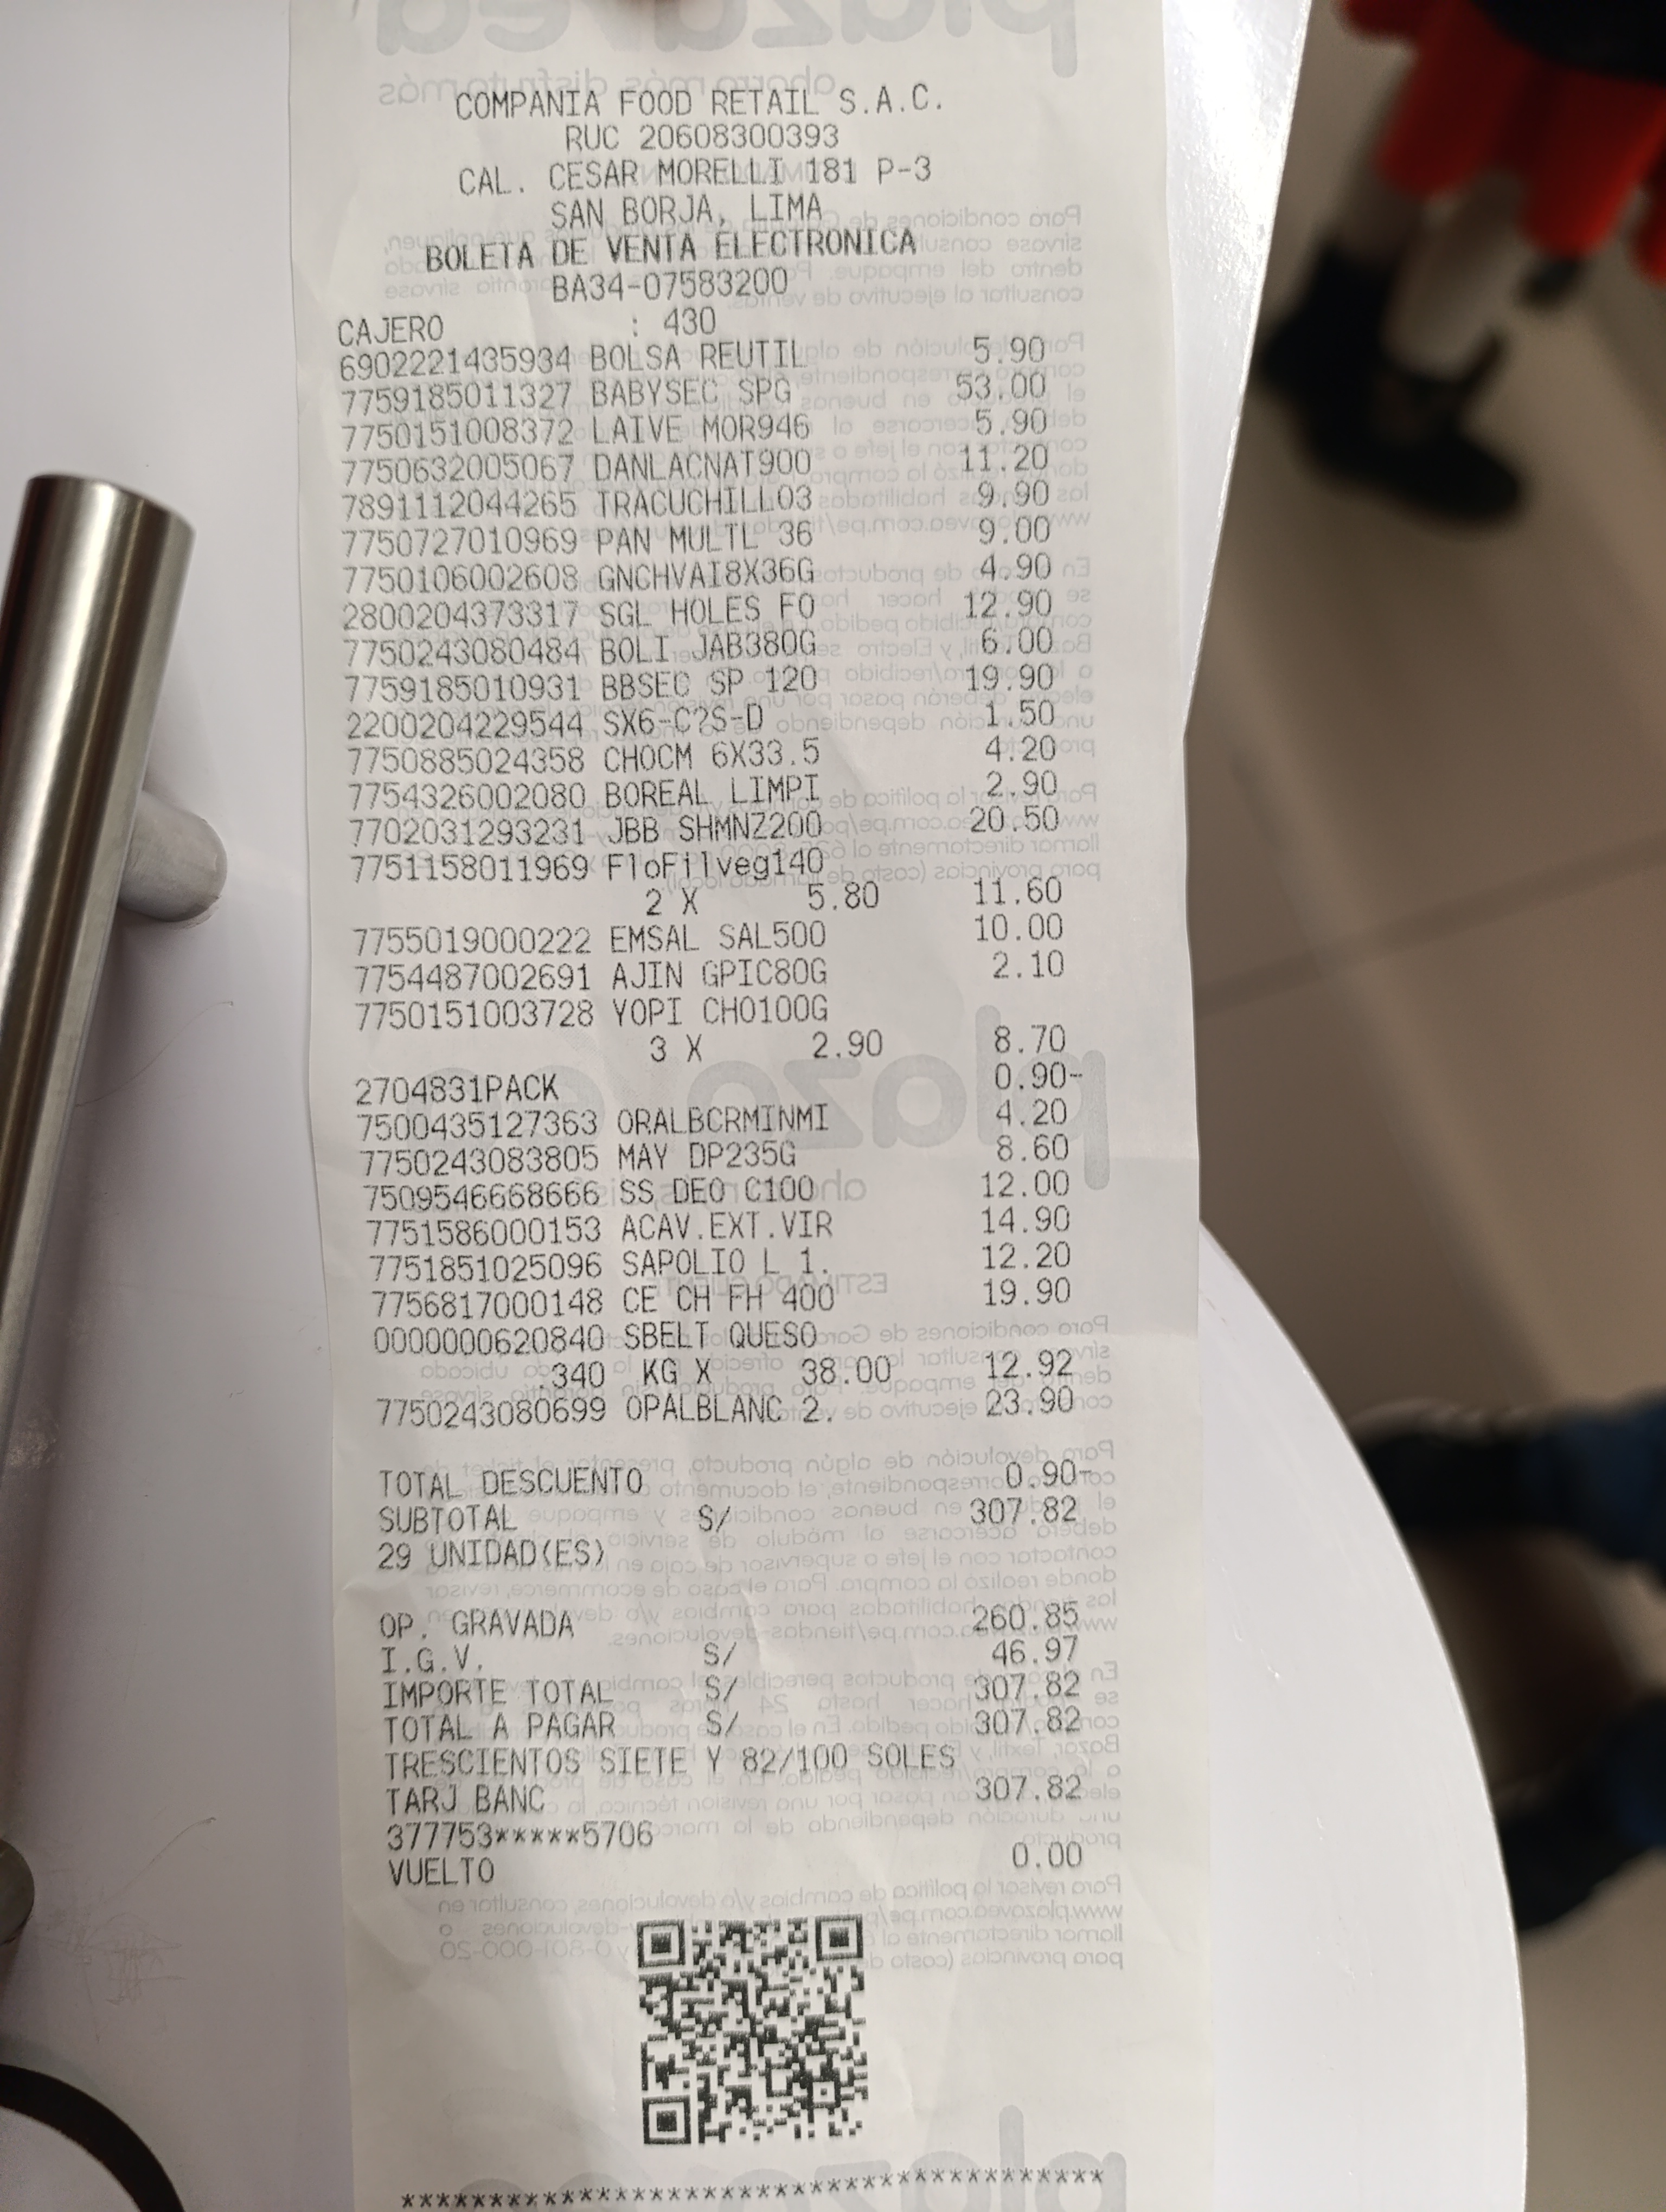 COMPANIA FOOD RETAIL S.A.C.
RUC 20608300393
CAL. CESAR MORELLI 181 P-3
SAN BORJA, LIMA
BOLETA DE VENTA ELECTRONICA
BA34-07583200
CAJERO : 430
6902221435934 BOLSA REUTIL 5.90
7759185011327 BABYSEC SPG 53.00
7750151008372 LAIVE MOR946 5.90
7750632005067 DANLACNAT900 11.20
7891112044265 TRACUCHILL03 9.90
7750727010969 PAN MULTL 36 9.00
7750106002608 GNCHVAI8X36G 4.90
2800204373317 SGL HOLES FO 12.90
7750243080484 BOLI JAB380G 6.00
7759185010931 BBSEC SP 120 19.90
2200204229544 SX6-C?S-D 1.50
7750885024358 CHOCM 6X33.5 4.20
7754326002080 BOREAL LIMPI 2.90
7702031293231 JBB SHMNZ200 20.50
7751158011969 FloFilveg140
2 X 5.80 11.60
7755019000222 EMSAL SAL500 10.00
7754487002691 AJIN GPIC80G 2.10
7750151003728 YOPI CHO100G
3 X 2.90 8.70
2704831PACK 0.90-
7500435127363 ORALBCRMINMI 4.20
7750243083805 MAY DP235G 8.60
7509546668666 SS DEO C100 12.00
7751586000153 ACAV.EXT.VIR 14.90
7751851025096 SAPOLIO L 1. 12.20
7756817000148 CE CH FH 400 19.90
0000000620840 SBELT QUESO
.340 KG X 38.00 12.92
7750243080699 OPALBLANC 2. 23.90
TOTAL DESCUENTO 0.90-
SUBTOTAL S/ 307.82
29 UNIDAD(ES)
OP. GRAVADA 260.85
I.G.V. S/ 46.97
IMPORTE TOTAL S/ 307.82
TOTAL A PAGAR S/ 307.82
TRESCIENTOS SIETE Y 82/100 SOLES
TARJ BANC 307.82
377753*****5706
VUELTO 0.00